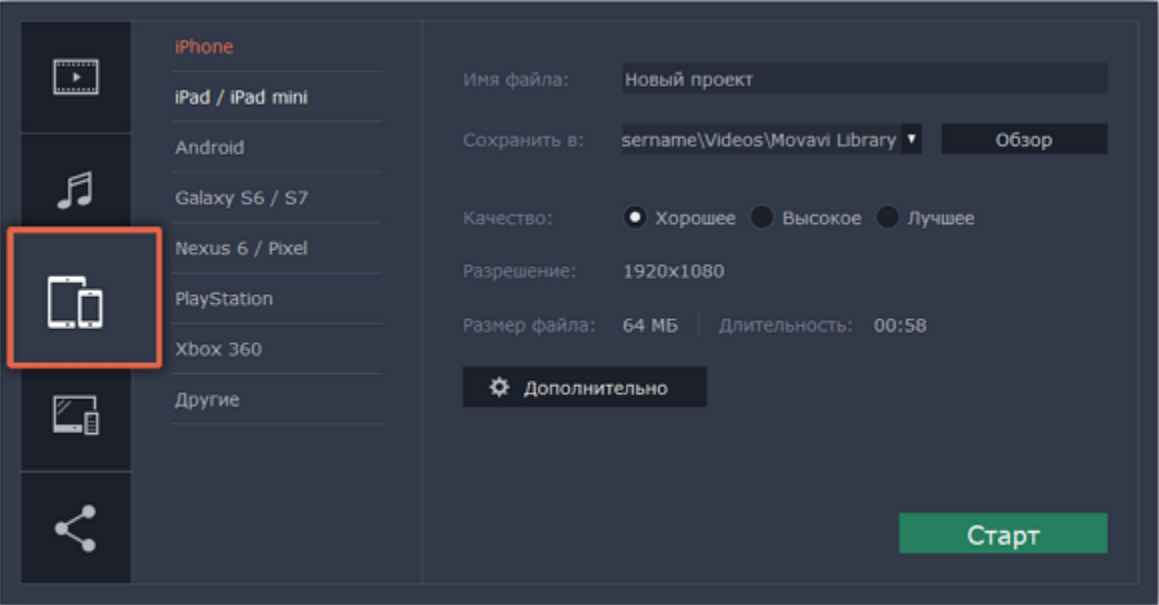 iPhone
iPad / iPad mini
Android
Galaxy S6 / S7
Nexus 6 / Pixel
PlayStation
Xbox 360
Другие
Имя файла: Новый проект
Сохранить в: sername\Videos\Movavi Library Обзор
Качество: Хорошее Высокое Лучшее
Разрешение: 1920x1080
Размер файла: 64 МБ Длительность: 00:58
Дополнительно
Старт